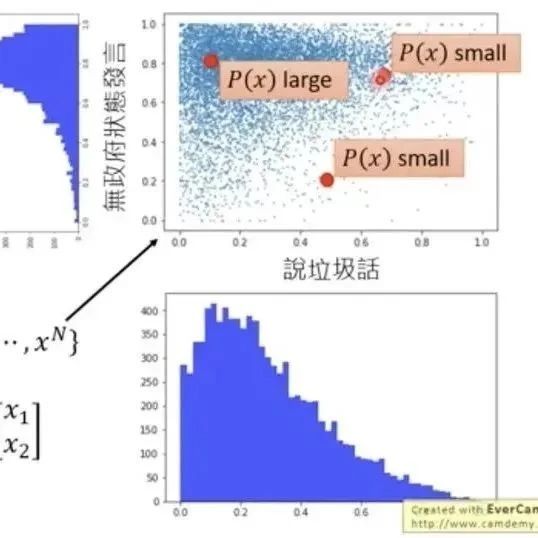 無政府狀態發言
1.0
0.8
0.6
0.4
0.2
0.0
300
200
100
0
1.0
0.8
0.6
0.4
0.2
0.0
P(x) large
P(x) small
P(x) small
0.0 0.2 0.4 0.6 0.8 1.0
說垃圾話
‥, x^N}
x₁
x₂
400
350
300
250
200
150
100
50
0
0.0 0.2 0.4 0.6
Created with EverCam
http://www.camdemy.